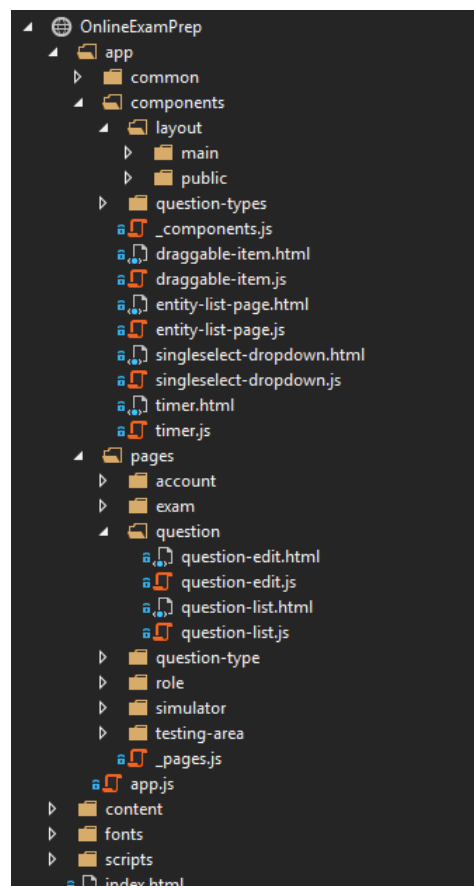 OnlineExamPrep
app
common
components
layout
main
public
question-types
_components.js
draggable-item.html
draggable-item.js
entity-list-page.html
entity-list-page.js
singleselect-dropdown.html
singleselect-dropdown.js
timer.html
timer.js
pages
account
exam
question
question-edit.html
question-edit.js
question-list.html
question-list.js
question-type
role
simulator
testing-area
_pages.js
app.js
content
fonts
scripts
index.html